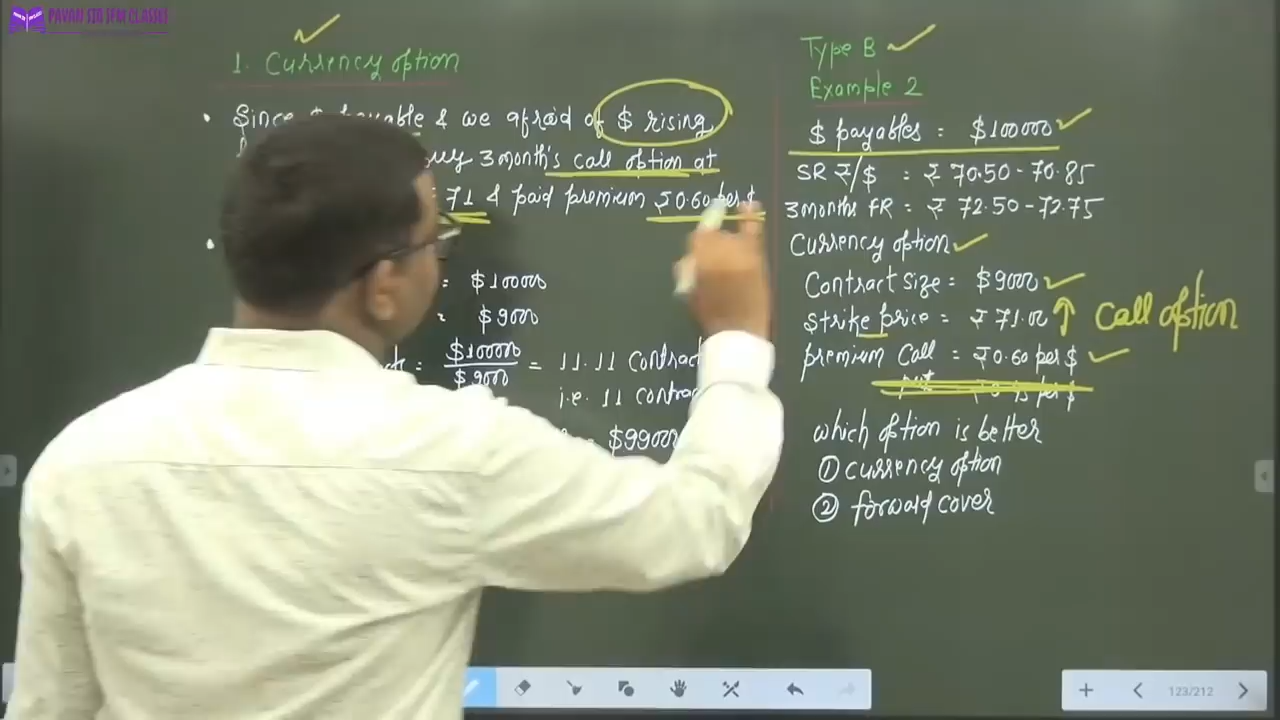 PAVAN SIR SFM CLASSES
1. Currency option
• Since $ payable & we afraid of $ rising
buy 3 month's call option at
71 & paid premium ₹0.60 per $
•
= $100000
= $9000
= $100000 / $9000 = 11.11 contract
i.e. 11 contrac
$99000
Type B
Example 2
$ payables = $100000
SR ₹/$ = ₹ 70.50 - 70.85
3 months FR = ₹ 72.50 - 72.75
Currency option
Contract size = $9000
Strike price = ₹ 71.00
call option
premium Call = ₹0.60 per $
put per $
which option is better
① currency option
② forward cover
123/212